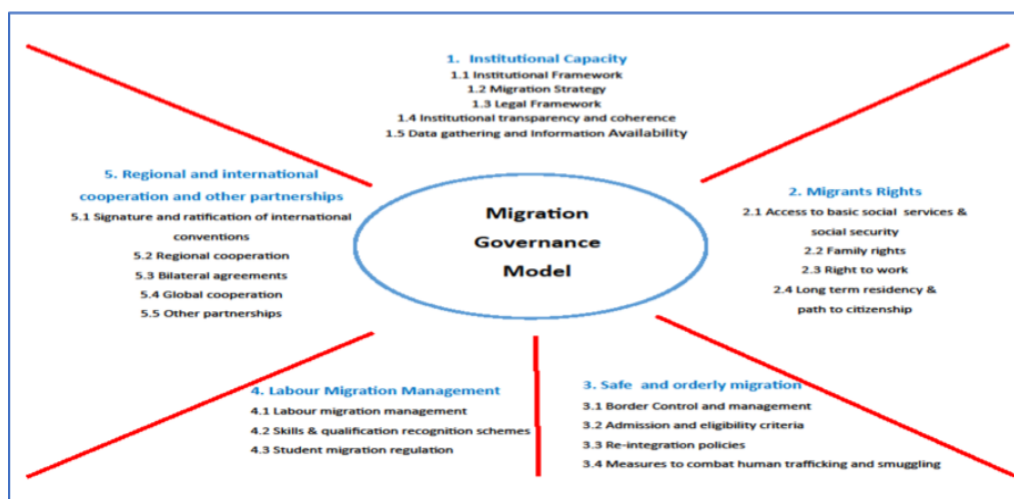 1. Institutional Capacity
1.1 Institutional Framework
1.2 Migration Strategy
1.3 Legal Framework
1.4 Institutional transparency and coherence
1.5 Data gathering and Information Availability
Migration
Governance
Model
2. Migrants Rights
2.1 Access to basic social services &
social security
2.2 Family rights
2.3 Right to work
2.4 Long term residency &
path to citizenship
3. Safe and orderly migration
3.1 Border Control and management
3.2 Admission and eligibility criteria
3.3 Re-integration policies
3.4 Measures to combat human trafficking and smuggling
4. Labour Migration Management
4.1 Labour migration management
4.2 Skills & qualification recognition schemes
4.3 Student migration regulation
5. Regional and international
cooperation and other partnerships
5.1 Signature and ratification of international
conventions
5.2 Regional cooperation
5.3 Bilateral agreements
5.4 Global cooperation
5.5 Other partnerships